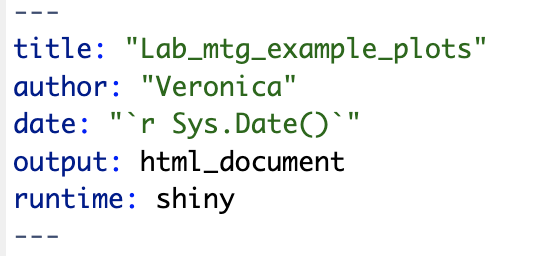 ---
title: "Lab_mtg_example_plots"
author: "Veronica"
date: "`r Sys.Date()`"
output: html_document
runtime: shiny
---